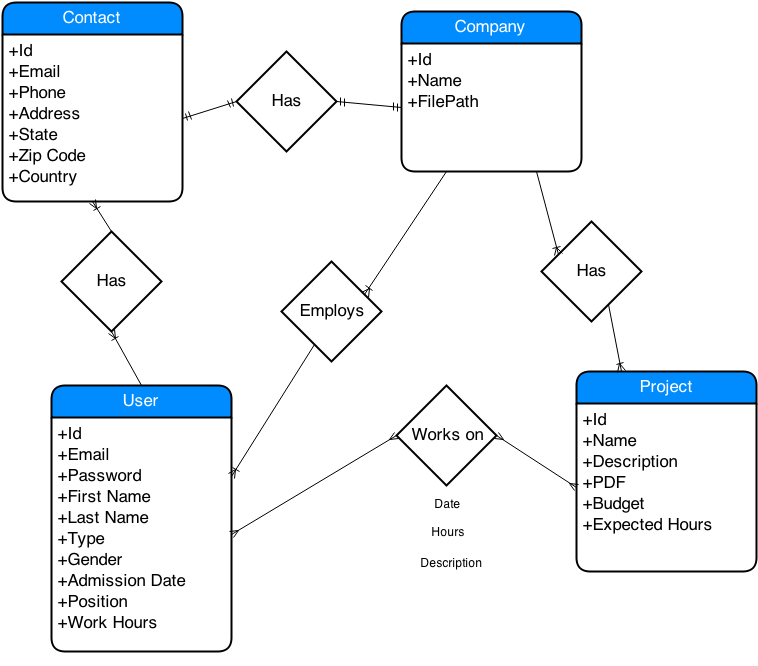 Contact
+Id
+Email
+Phone
+Address
+State
+Zip Code
+Country
Has
Company
+Id
+Name
+FilePath
Has
Employs
Has
User
+Id
+Email
+Password
+First Name
+Last Name
+Type
+Gender
+Admission Date
+Position
+Work Hours
Works on
Date
Hours
Description
Project
+Id
+Name
+Description
+PDF
+Budget
+Expected Hours